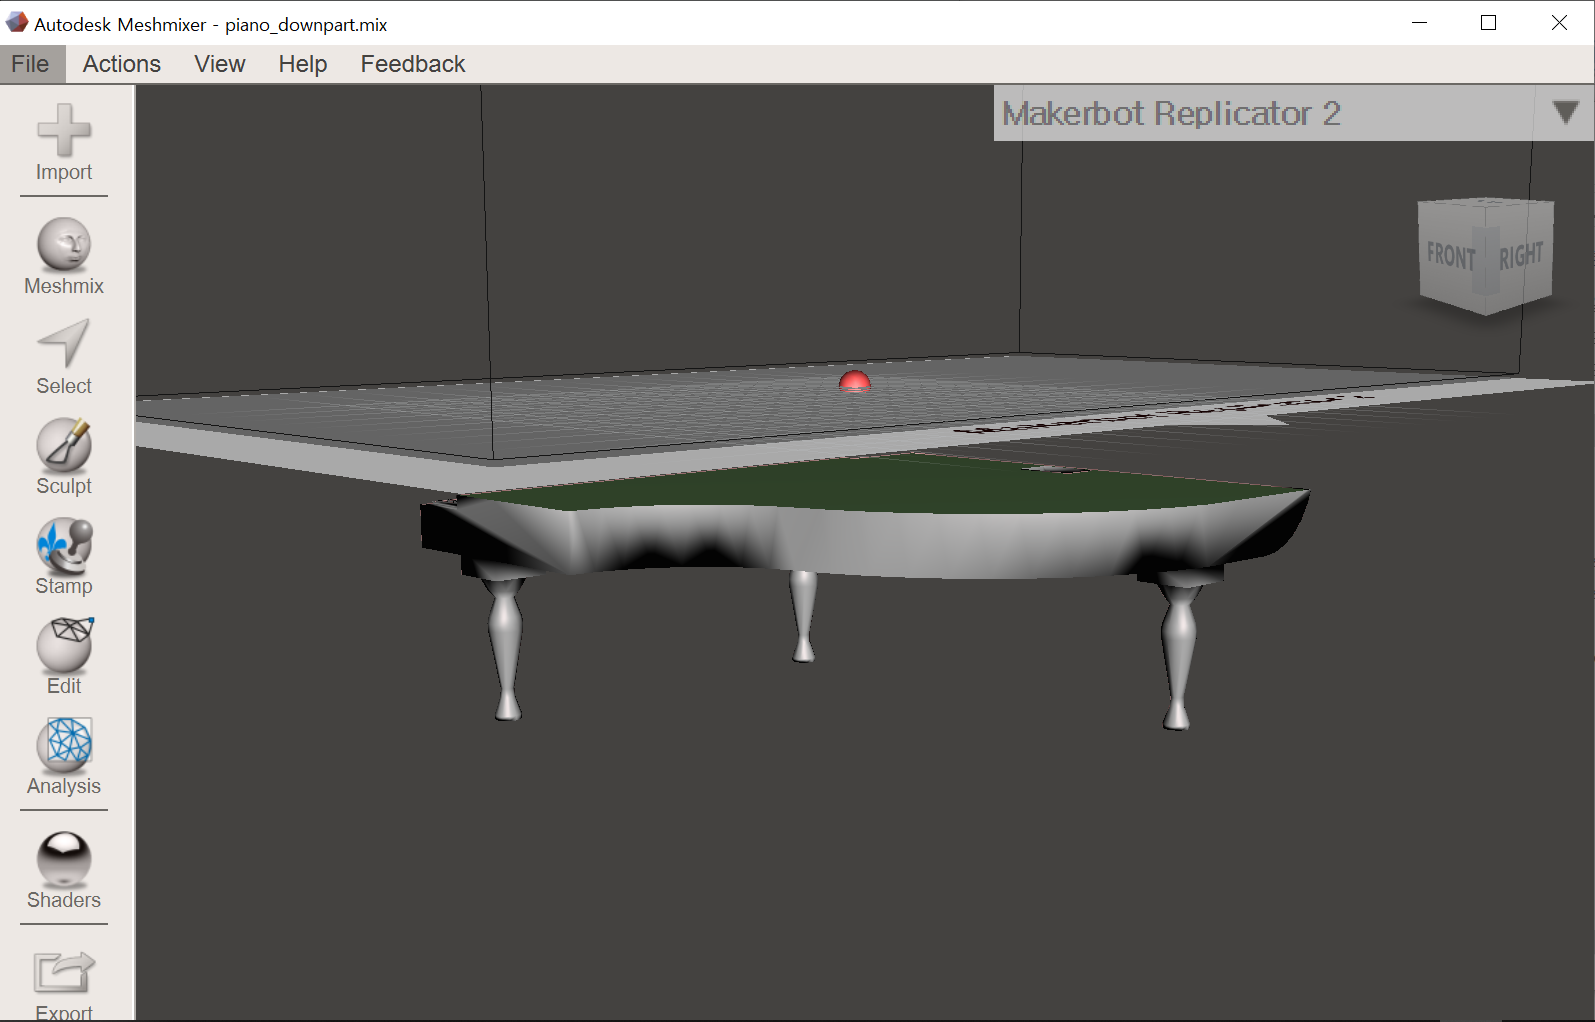 Autodesk Meshmixer - piano_downpart.mix
File Actions View Help Feedback
Makerbot Replicator 2
Import
Meshmix
Select
Sculpt
Stamp
Edit
Analysis
Shaders
Export
FRONT RIGHT